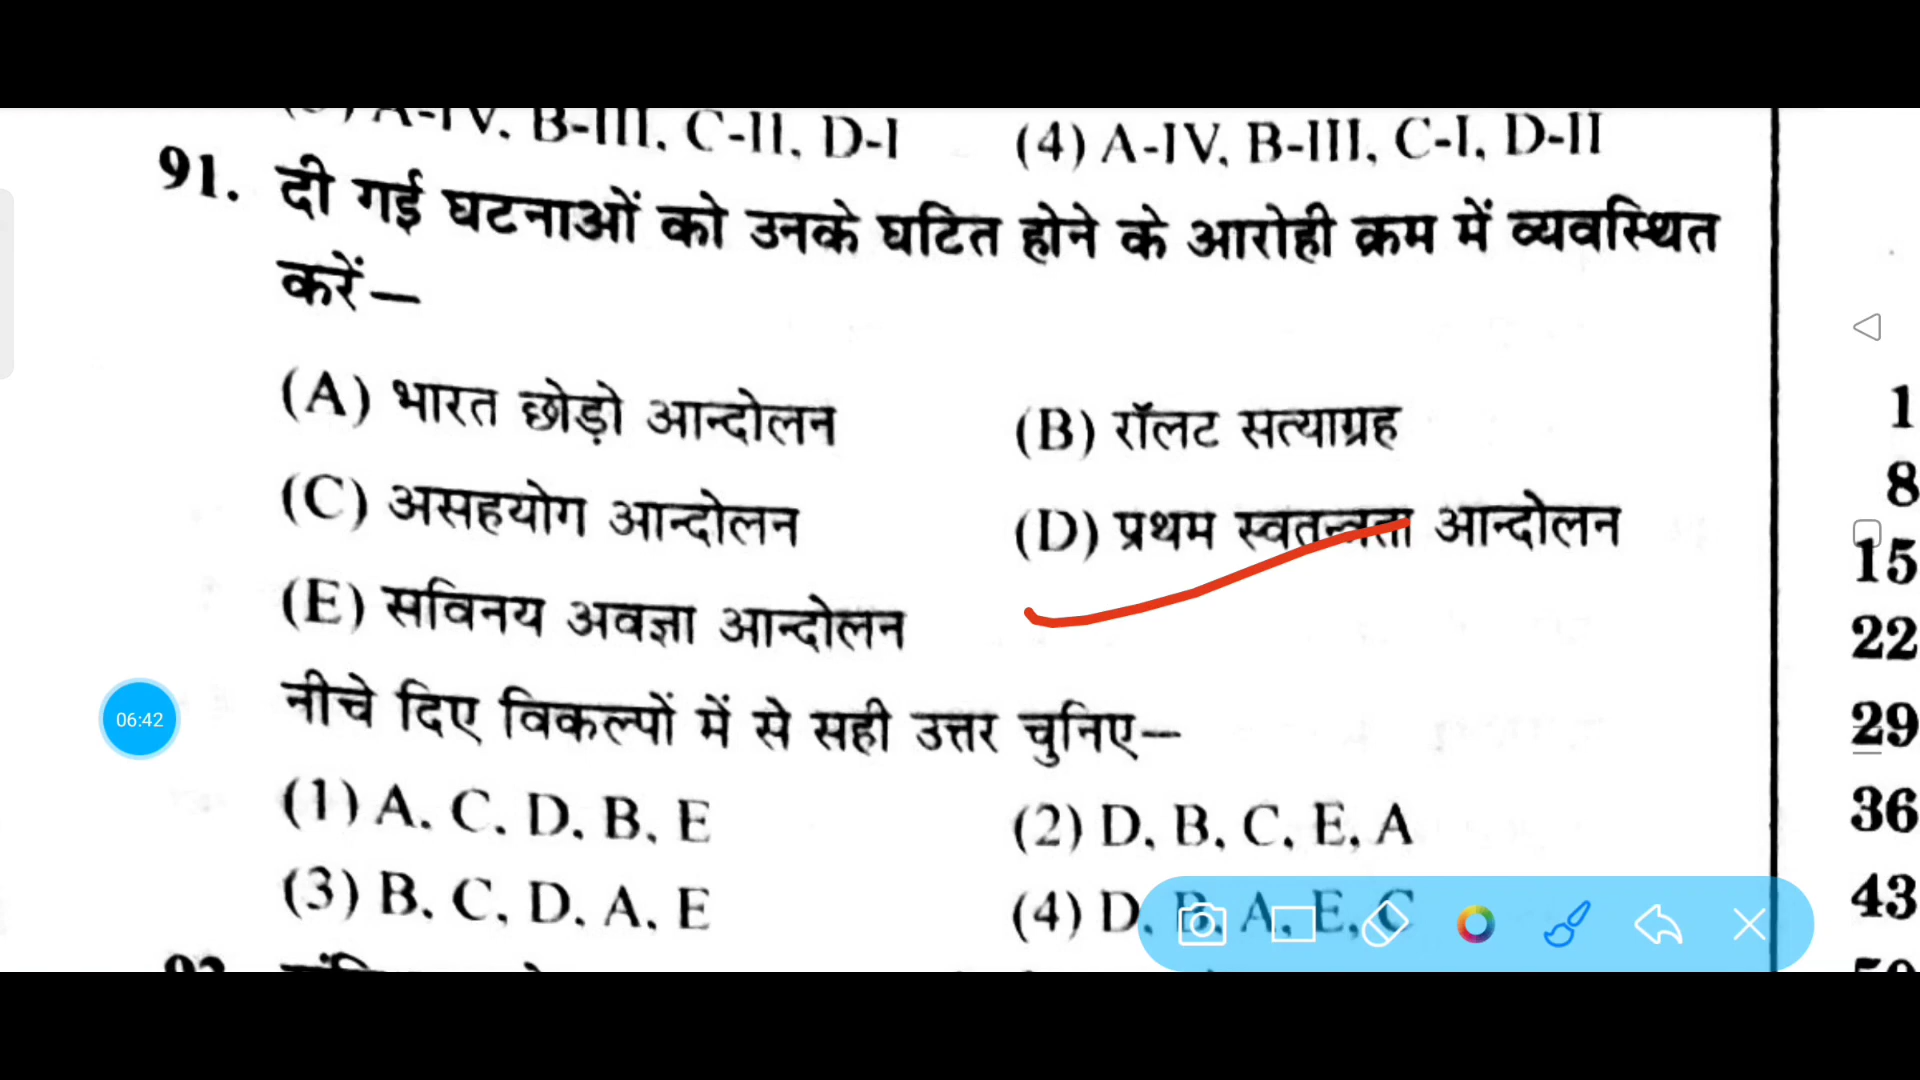 A-IV, B-III, C-II, D-I (4) A-IV, B-III, C-I, D-II
91. दी गई घटनाओं को उनके घटित होने के आरोही क्रम में व्यवस्थित
करें—
(A) भारत छोड़ो आन्दोलन (B) रॉलट सत्याग्रह
(C) असहयोग आन्दोलन (D) प्रथम स्वतन्त्रता आन्दोलन
(E) सविनय अवज्ञा आन्दोलन
नीचे दिए विकल्पों में से सही उत्तर चुनिए—
(1) A, C, D, B, E (2) D, B, C, E, A
(3) B, C, D, A, E (4) D, B, A, E, C
06:42
1
8
15
22
29
36
43